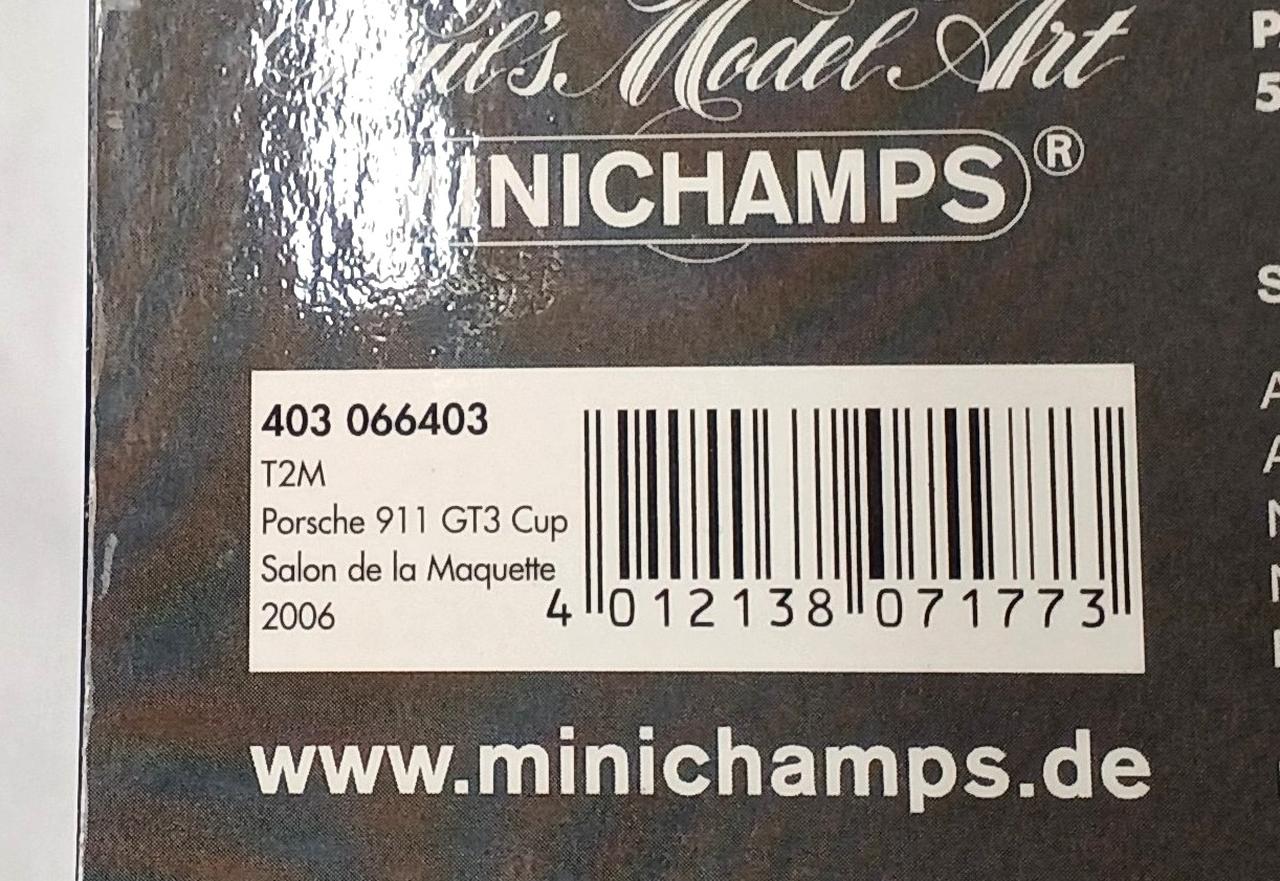 Model Art
MINICHAMPS®
403 066403
T2M
Porsche 911 GT3 Cup
Salon de la Maquette
2006
4 012138 071773
www.minichamps.de
P
5
S
A
A
N